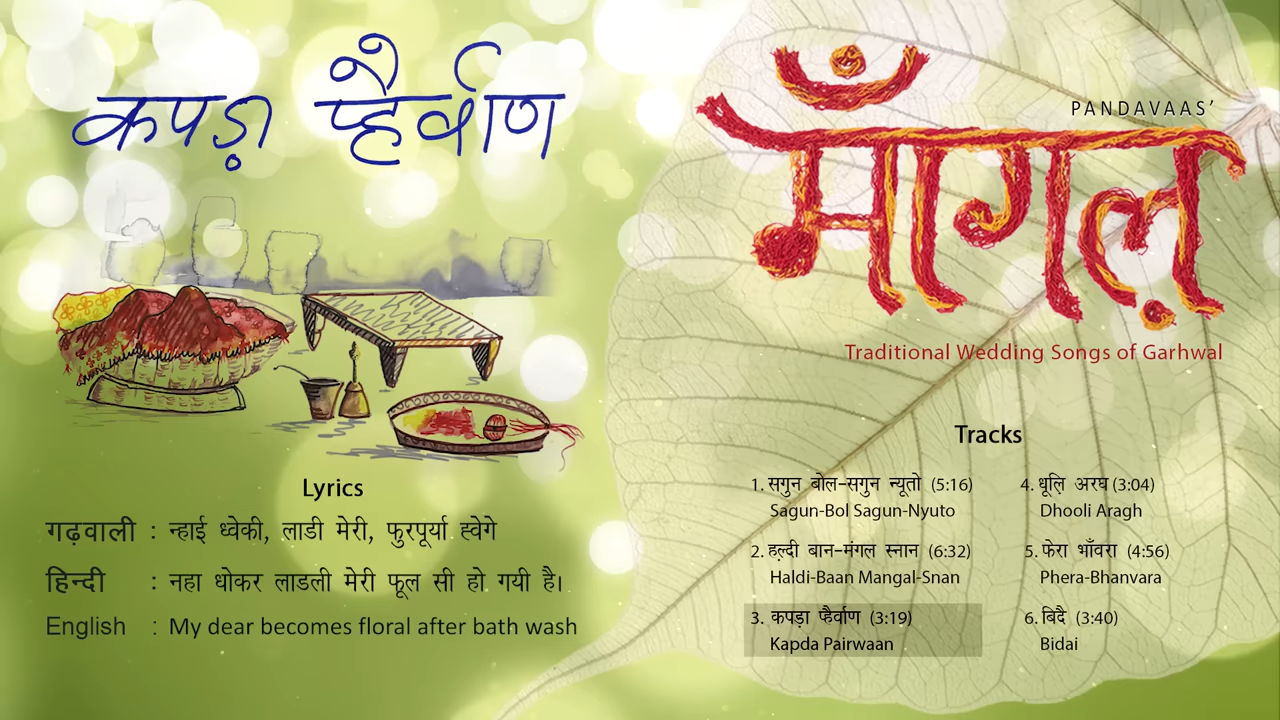 कपड़ा प्हैर्वाण
PANDAVAAS'
माँगल़
Traditional Wedding Songs of Garhwal
Lyrics
गढ़वाली : न्हाई ध्वेकी, लाडी मेरी, फुरपूर्या ह्वेगे
हिन्दी : नहा धोकर लाडली मेरी फूल सी हो गयी है।
English : My dear becomes floral after bath wash
Tracks
1. सगुन बोल-सगुन न्यूतो (5:16)
Sagun-Bol Sagun-Nyuto
2. हल़्दी बान-मंगल स्नान (6:32)
Haldi-Baan Mangal-Snan
3. कपड़ा प्हैर्वाण (3:19)
Kapda Pairwaan
4. धूलि़ अरघ (3:04)
Dhooli Aragh
5. फेरा भाँवरा (4:56)
Phera-Bhanvara
6. बिदै (3:40)
Bidai